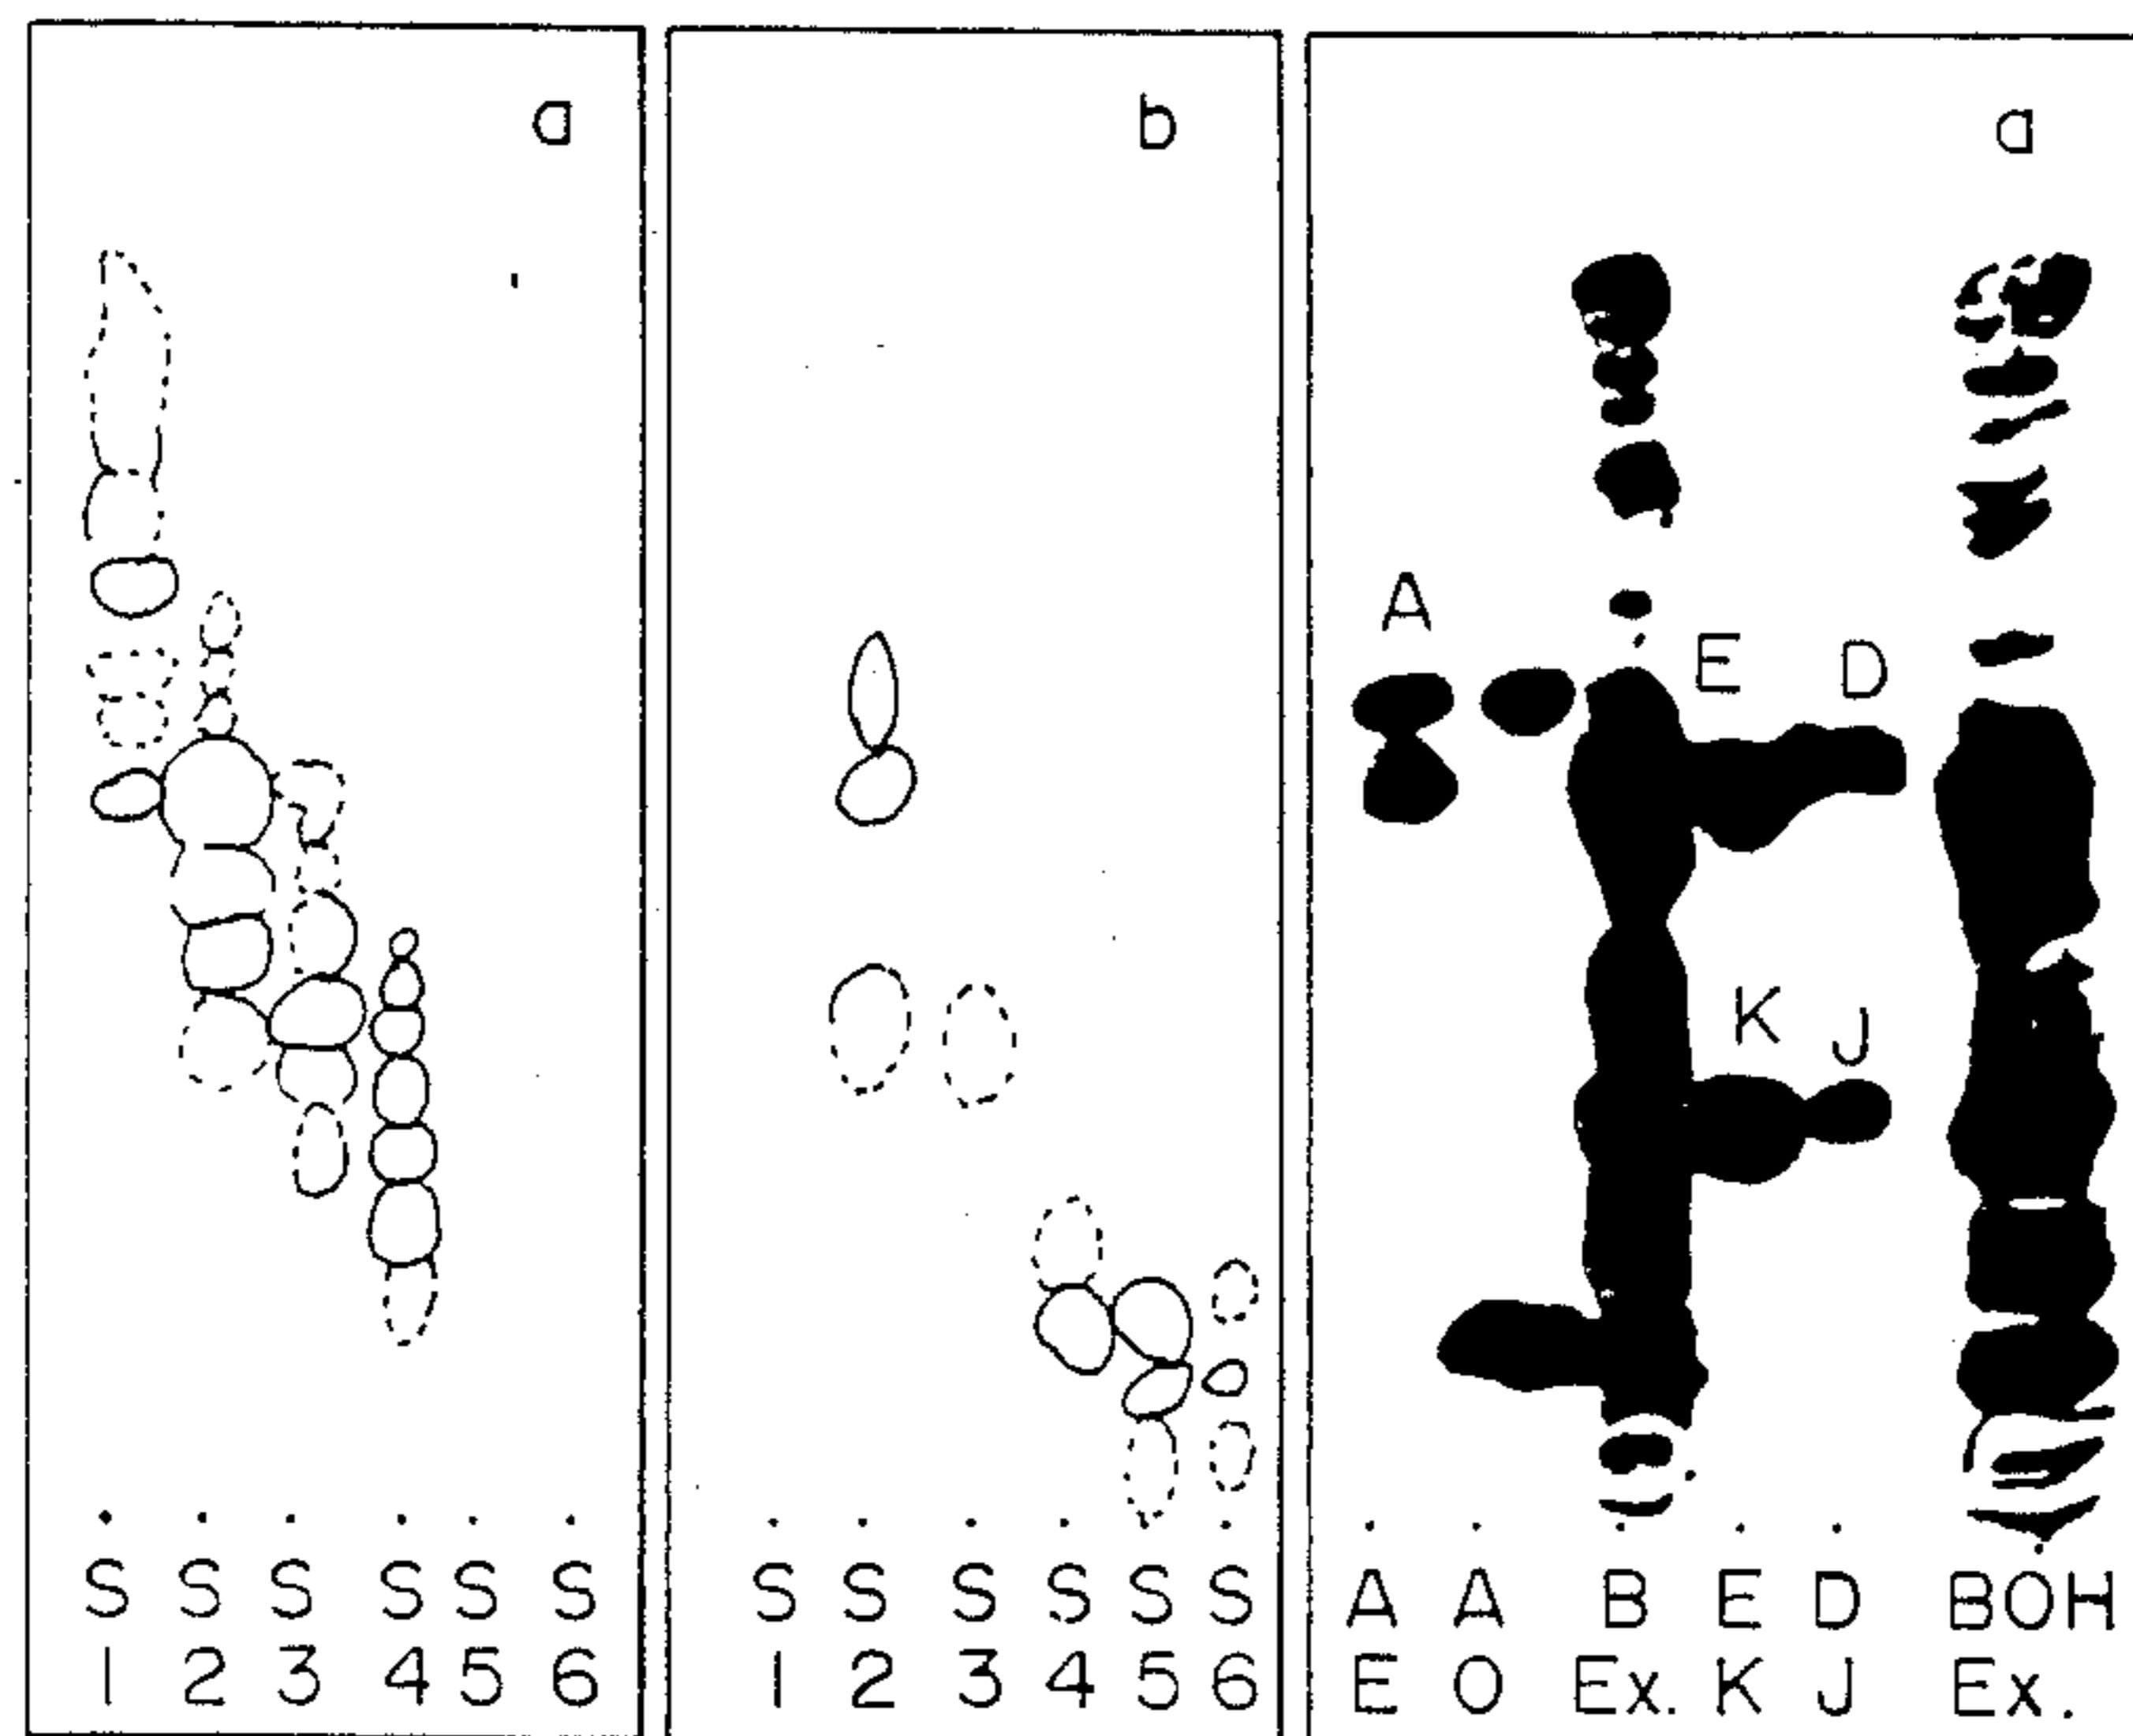 a
S S S S S S
1 2 3 4 5 6
b
S S S S S S
1 2 3 4 5 6
a
A
E D
K J
A A B E D BOH
E O Ex. K J Ex.